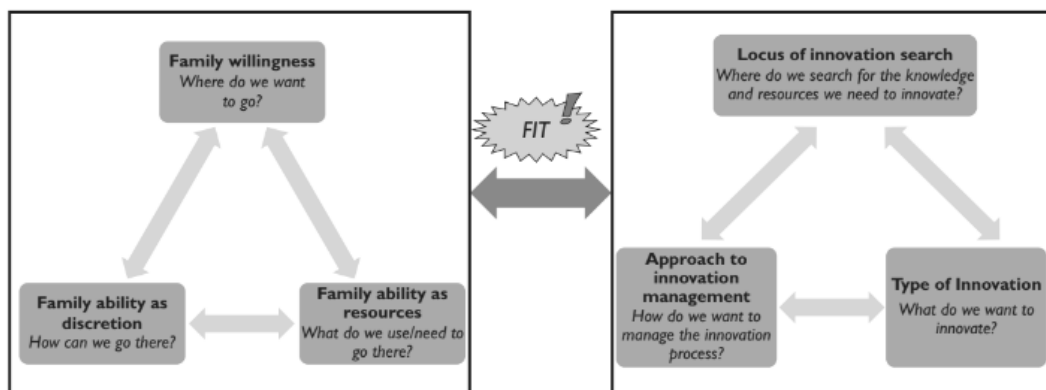 Family willingness
Where do we want
to go?
Family ability as
discretion
How can we go there?
Family ability as
resources
What do we use/need to
go there?
FIT!
Locus of innovation search
Where do we search for the knowledge
and resources we need to innovate?
Approach to
innovation
management
How do we want to
manage the innovation
process?
Type of Innovation
What do we want to
innovate?